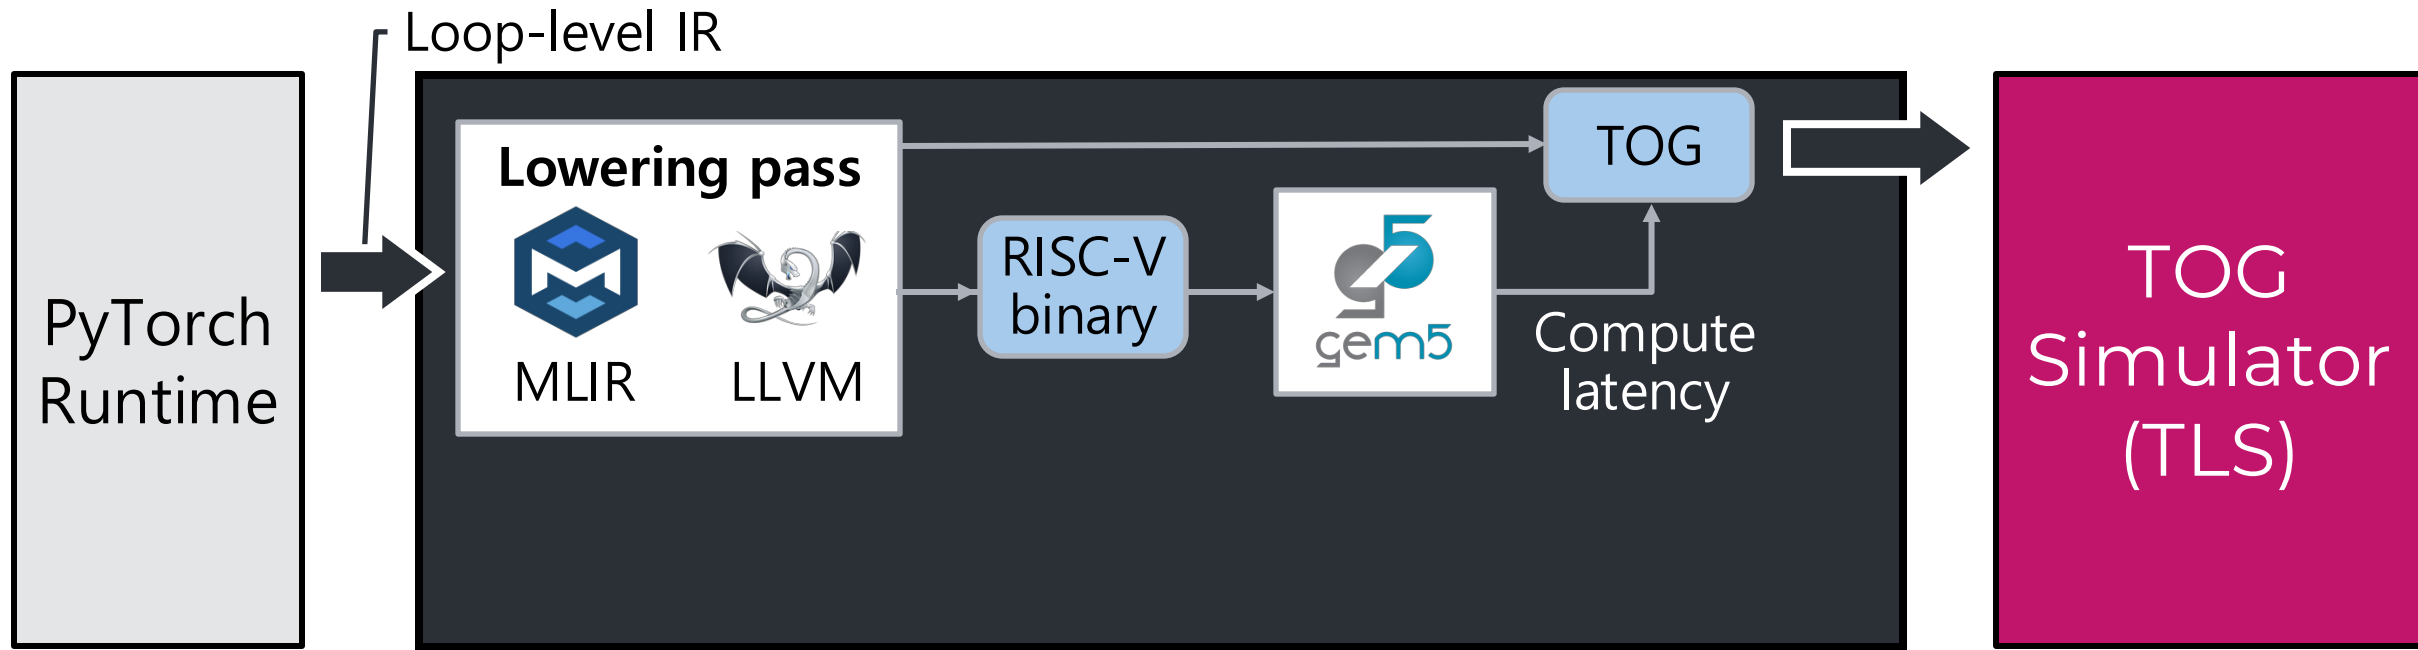 Loop-level IR
PyTorch
Runtime
Lowering pass
MLIR
LLVM
RISC-V
binary
gem5
TOG
Compute
latency
TOG
Simulator
(TLS)